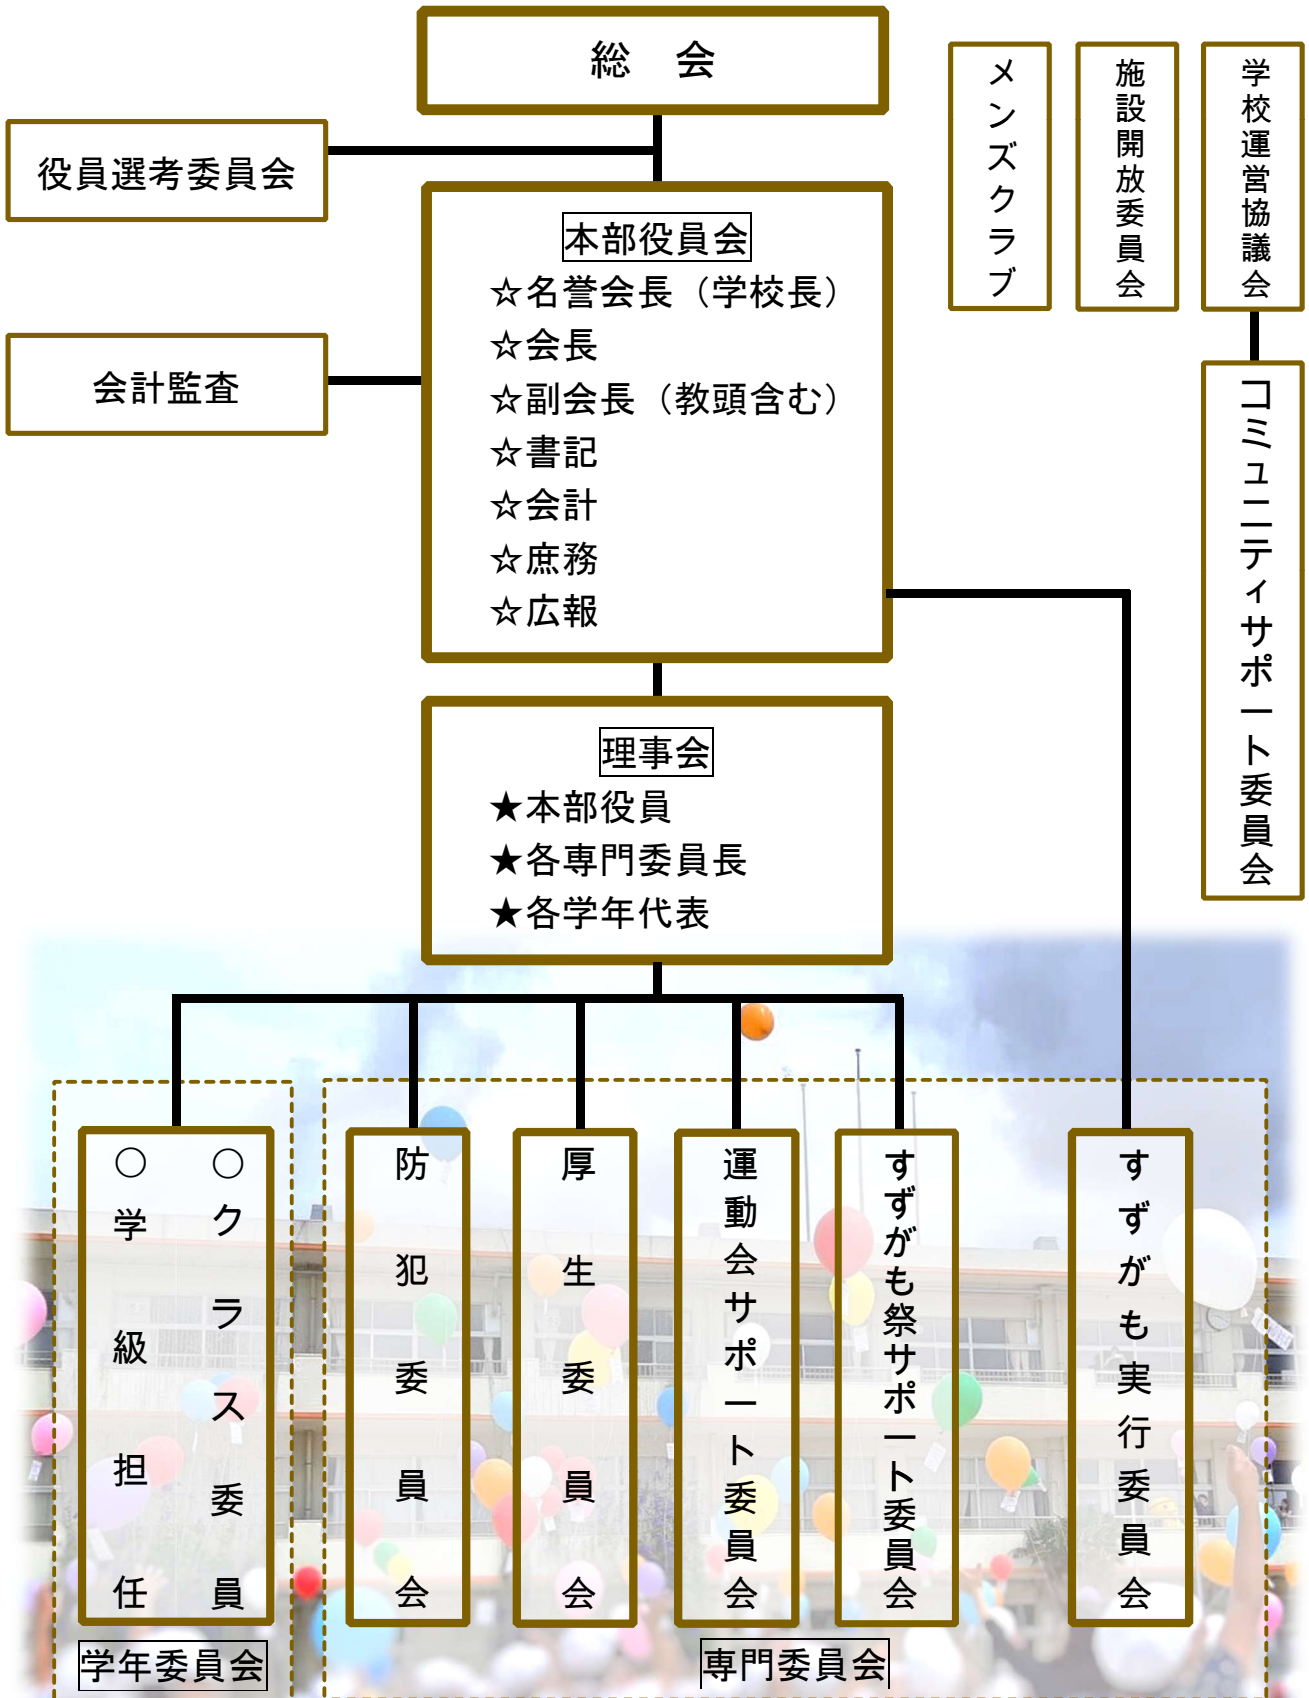 総　会
役員選考委員会
本部役員会
☆名誉会長（学校長）
☆会長
☆副会長（教頭含む）
☆書記
☆会計
☆庶務
☆広報
会計監査
メンズクラブ
施設開放委員会
学校運営協議会
コミュニティサポート委員会
理事会
★本部役員
★各専門委員長
★各学年代表
○クラス委員
○学級担任
学年委員会
防犯委員会
厚生委員会
運動会サポート委員会
すずがも祭サポート委員会
すずがも実行委員会
専門委員会